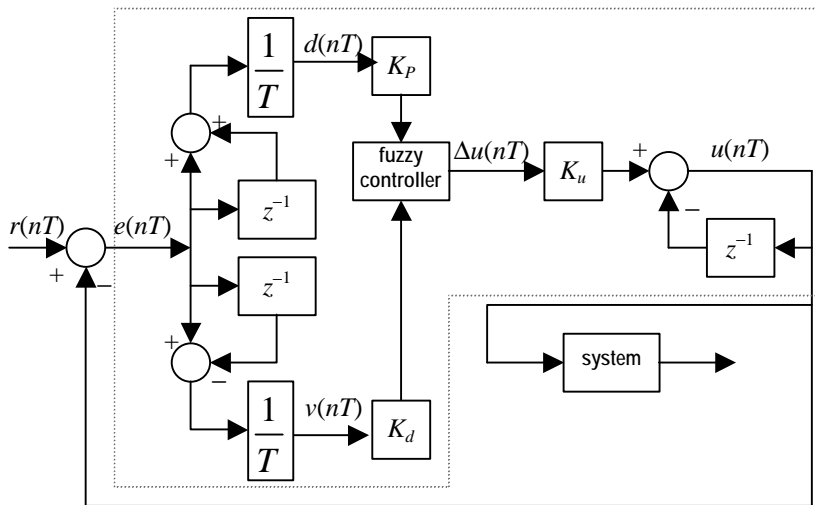 1/T
d(nT)
K_P
+
+
fuzzy
controller
Δu(nT)
K_u
+
u(nT)
−
z⁻¹
z⁻¹
r(nT)
e(nT)
+
−
z⁻¹
+
−
system
1/T
v(nT)
K_d